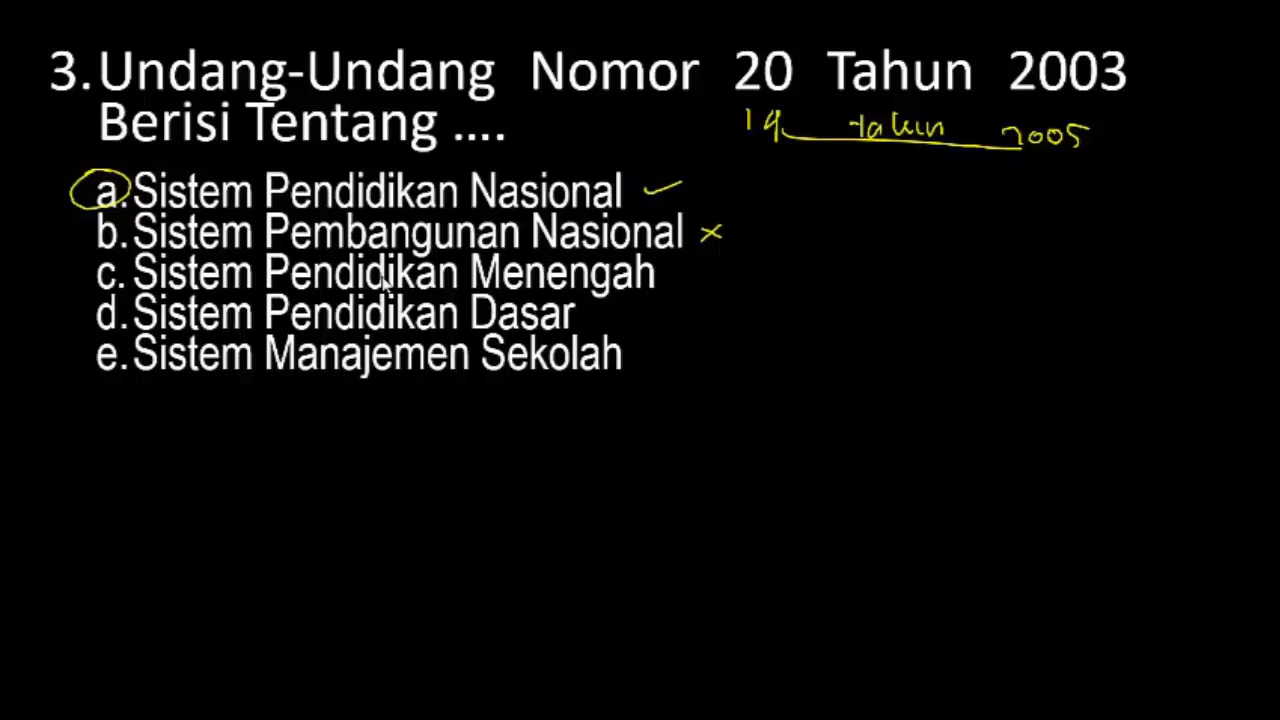 3. Undang-Undang Nomor 20 Tahun 2003
Berisi Tentang ....
19 tahun 2005
a. Sistem Pendidikan Nasional ✓
b. Sistem Pembangunan Nasional ×
c. Sistem Pendidikan Menengah
d. Sistem Pendidikan Dasar
e. Sistem Manajemen Sekolah